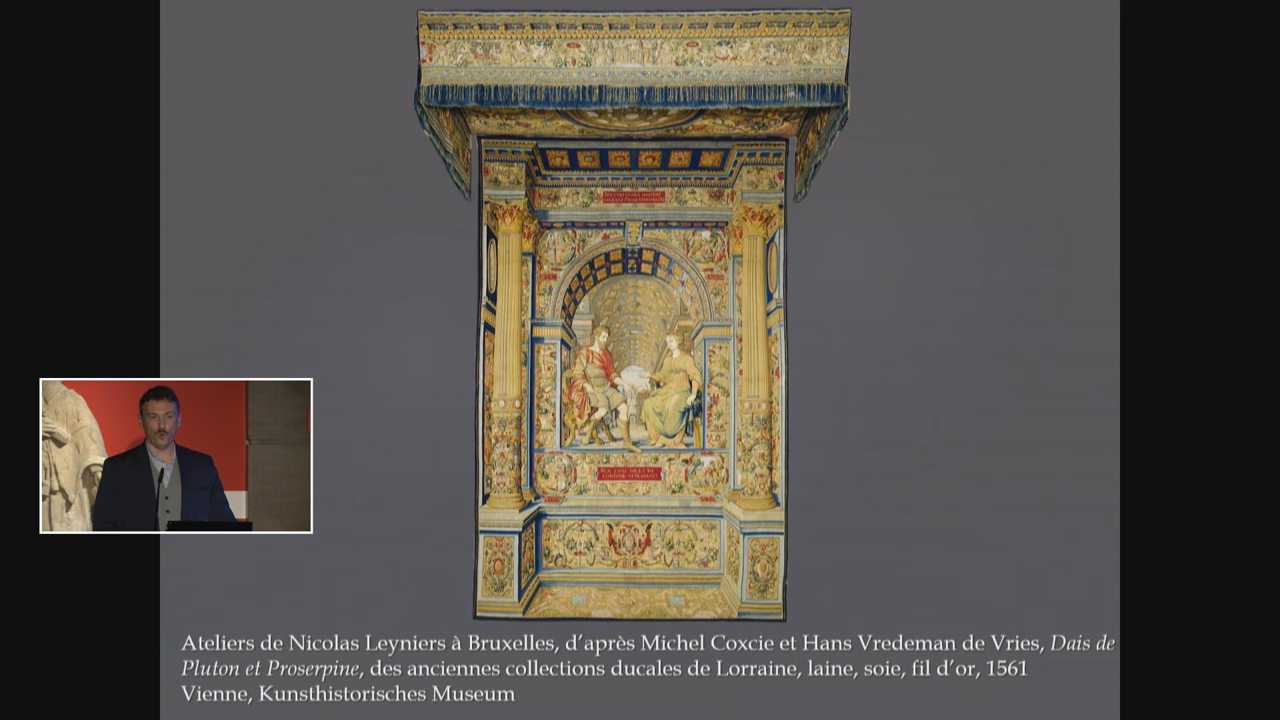 Ateliers de Nicolas Leyniers à Bruxelles, d'après Michel Coxcie et Hans Vredeman de Vries, Dais de
Pluton et Proserpine, des anciennes collections ducales de Lorraine, laine, soie, fil d'or, 1561
Vienne, Kunsthistorisches Museum